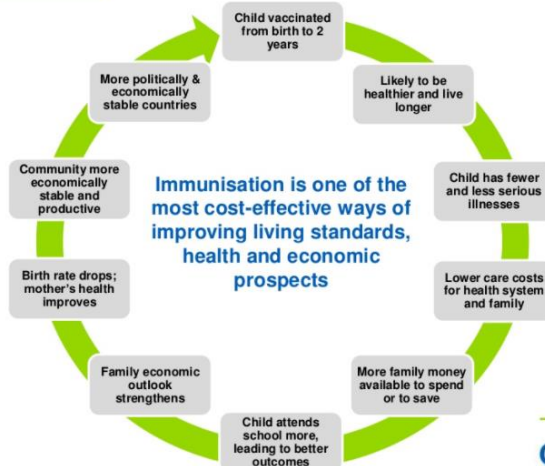 Child vaccinated
from birth to 2
years
Likely to be
healthier and live
longer
Child has fewer
and less serious
illnesses
Lower care costs
for health system
and family
More family money
available to spend
or to save
Child attends
school more,
leading to better
outcomes
Family economic
outlook
strengthens
Birth rate drops;
mother's health
improves
Community more
economically
stable and
productive
More politically &
economically
stable countries
Immunisation is one of the
most cost-effective ways of
improving living standards,
health and economic
prospects